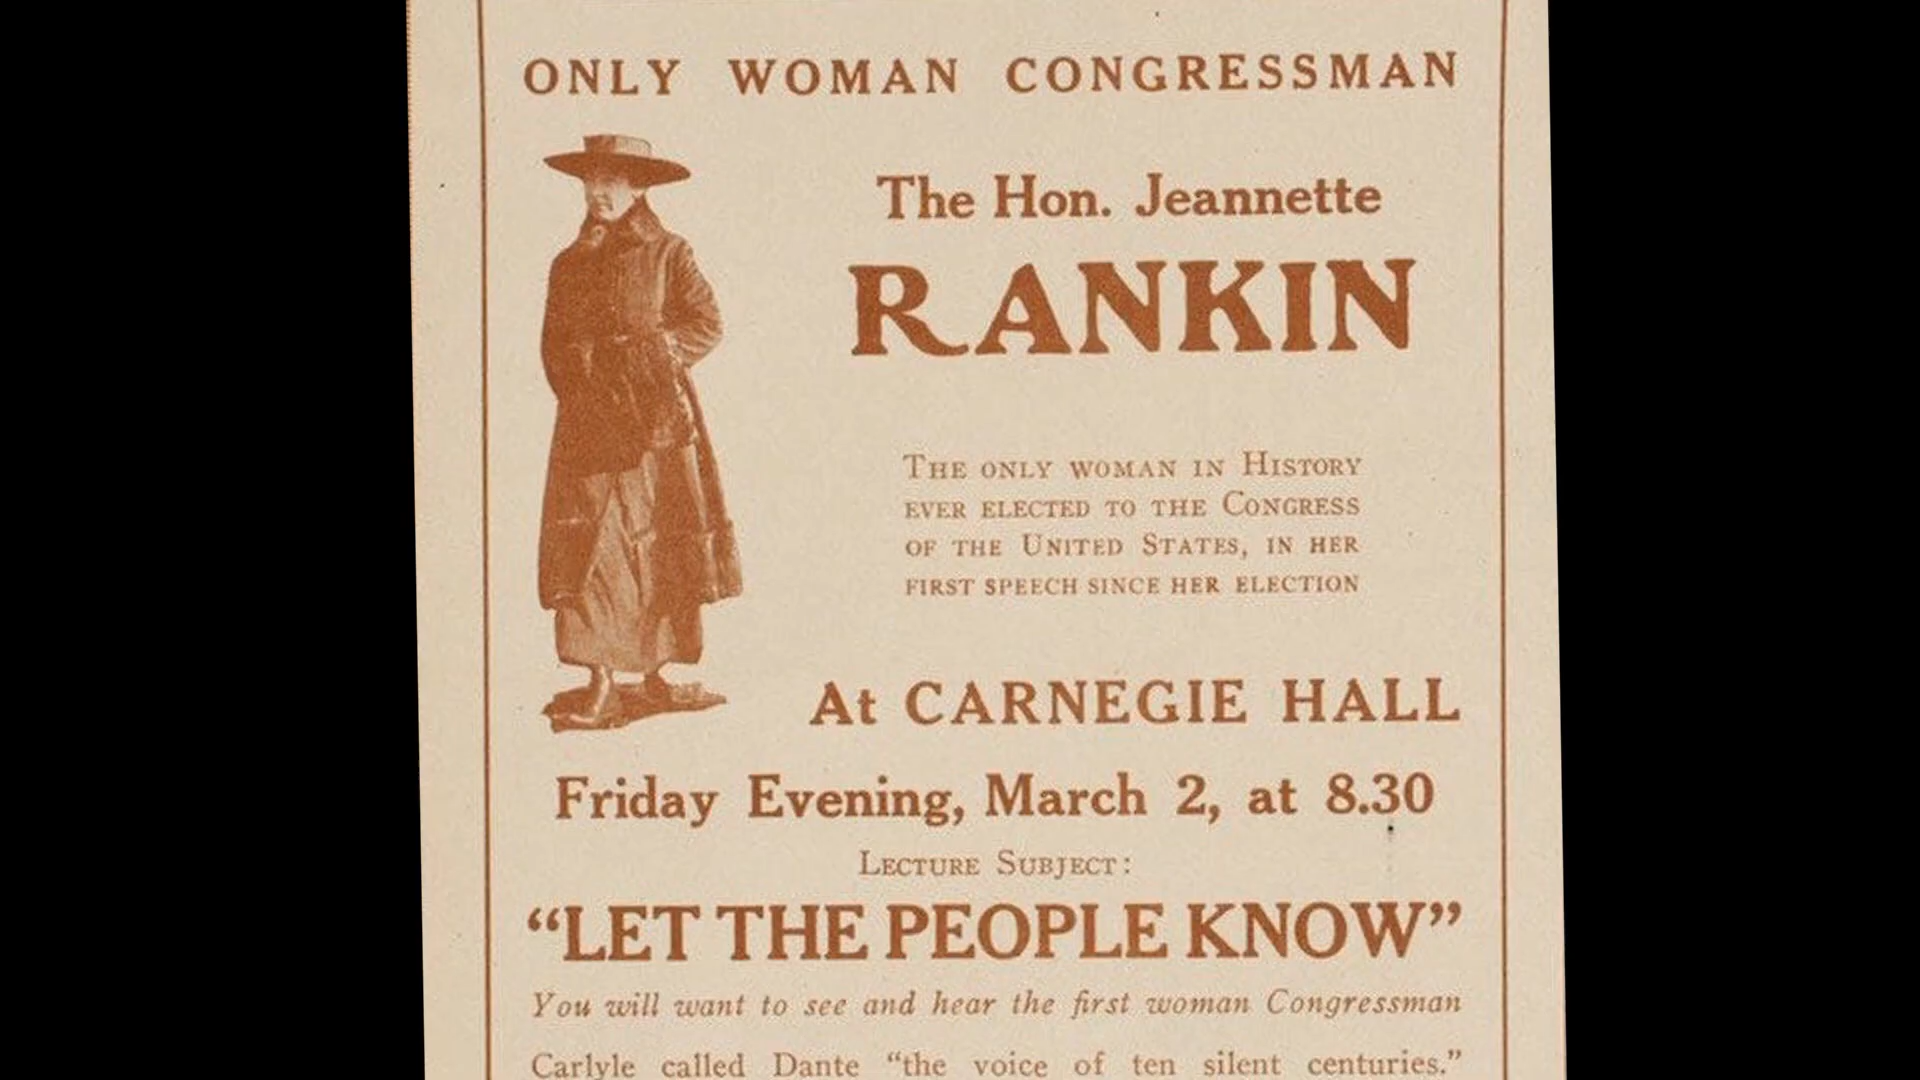 ONLY WOMAN CONGRESSMAN
The Hon. Jeannette
RANKIN
THE ONLY WOMAN IN HISTORY
EVER ELECTED TO THE CONGRESS
OF THE UNITED STATES, IN HER
FIRST SPEECH SINCE HER ELECTION
At CARNEGIE HALL
Friday Evening, March 2, at 8.30
LECTURE SUBJECT:
“LET THE PEOPLE KNOW”
You will want to see and hear the first woman Congressman
Carlyle called Dante “the voice of ten silent centuries.”